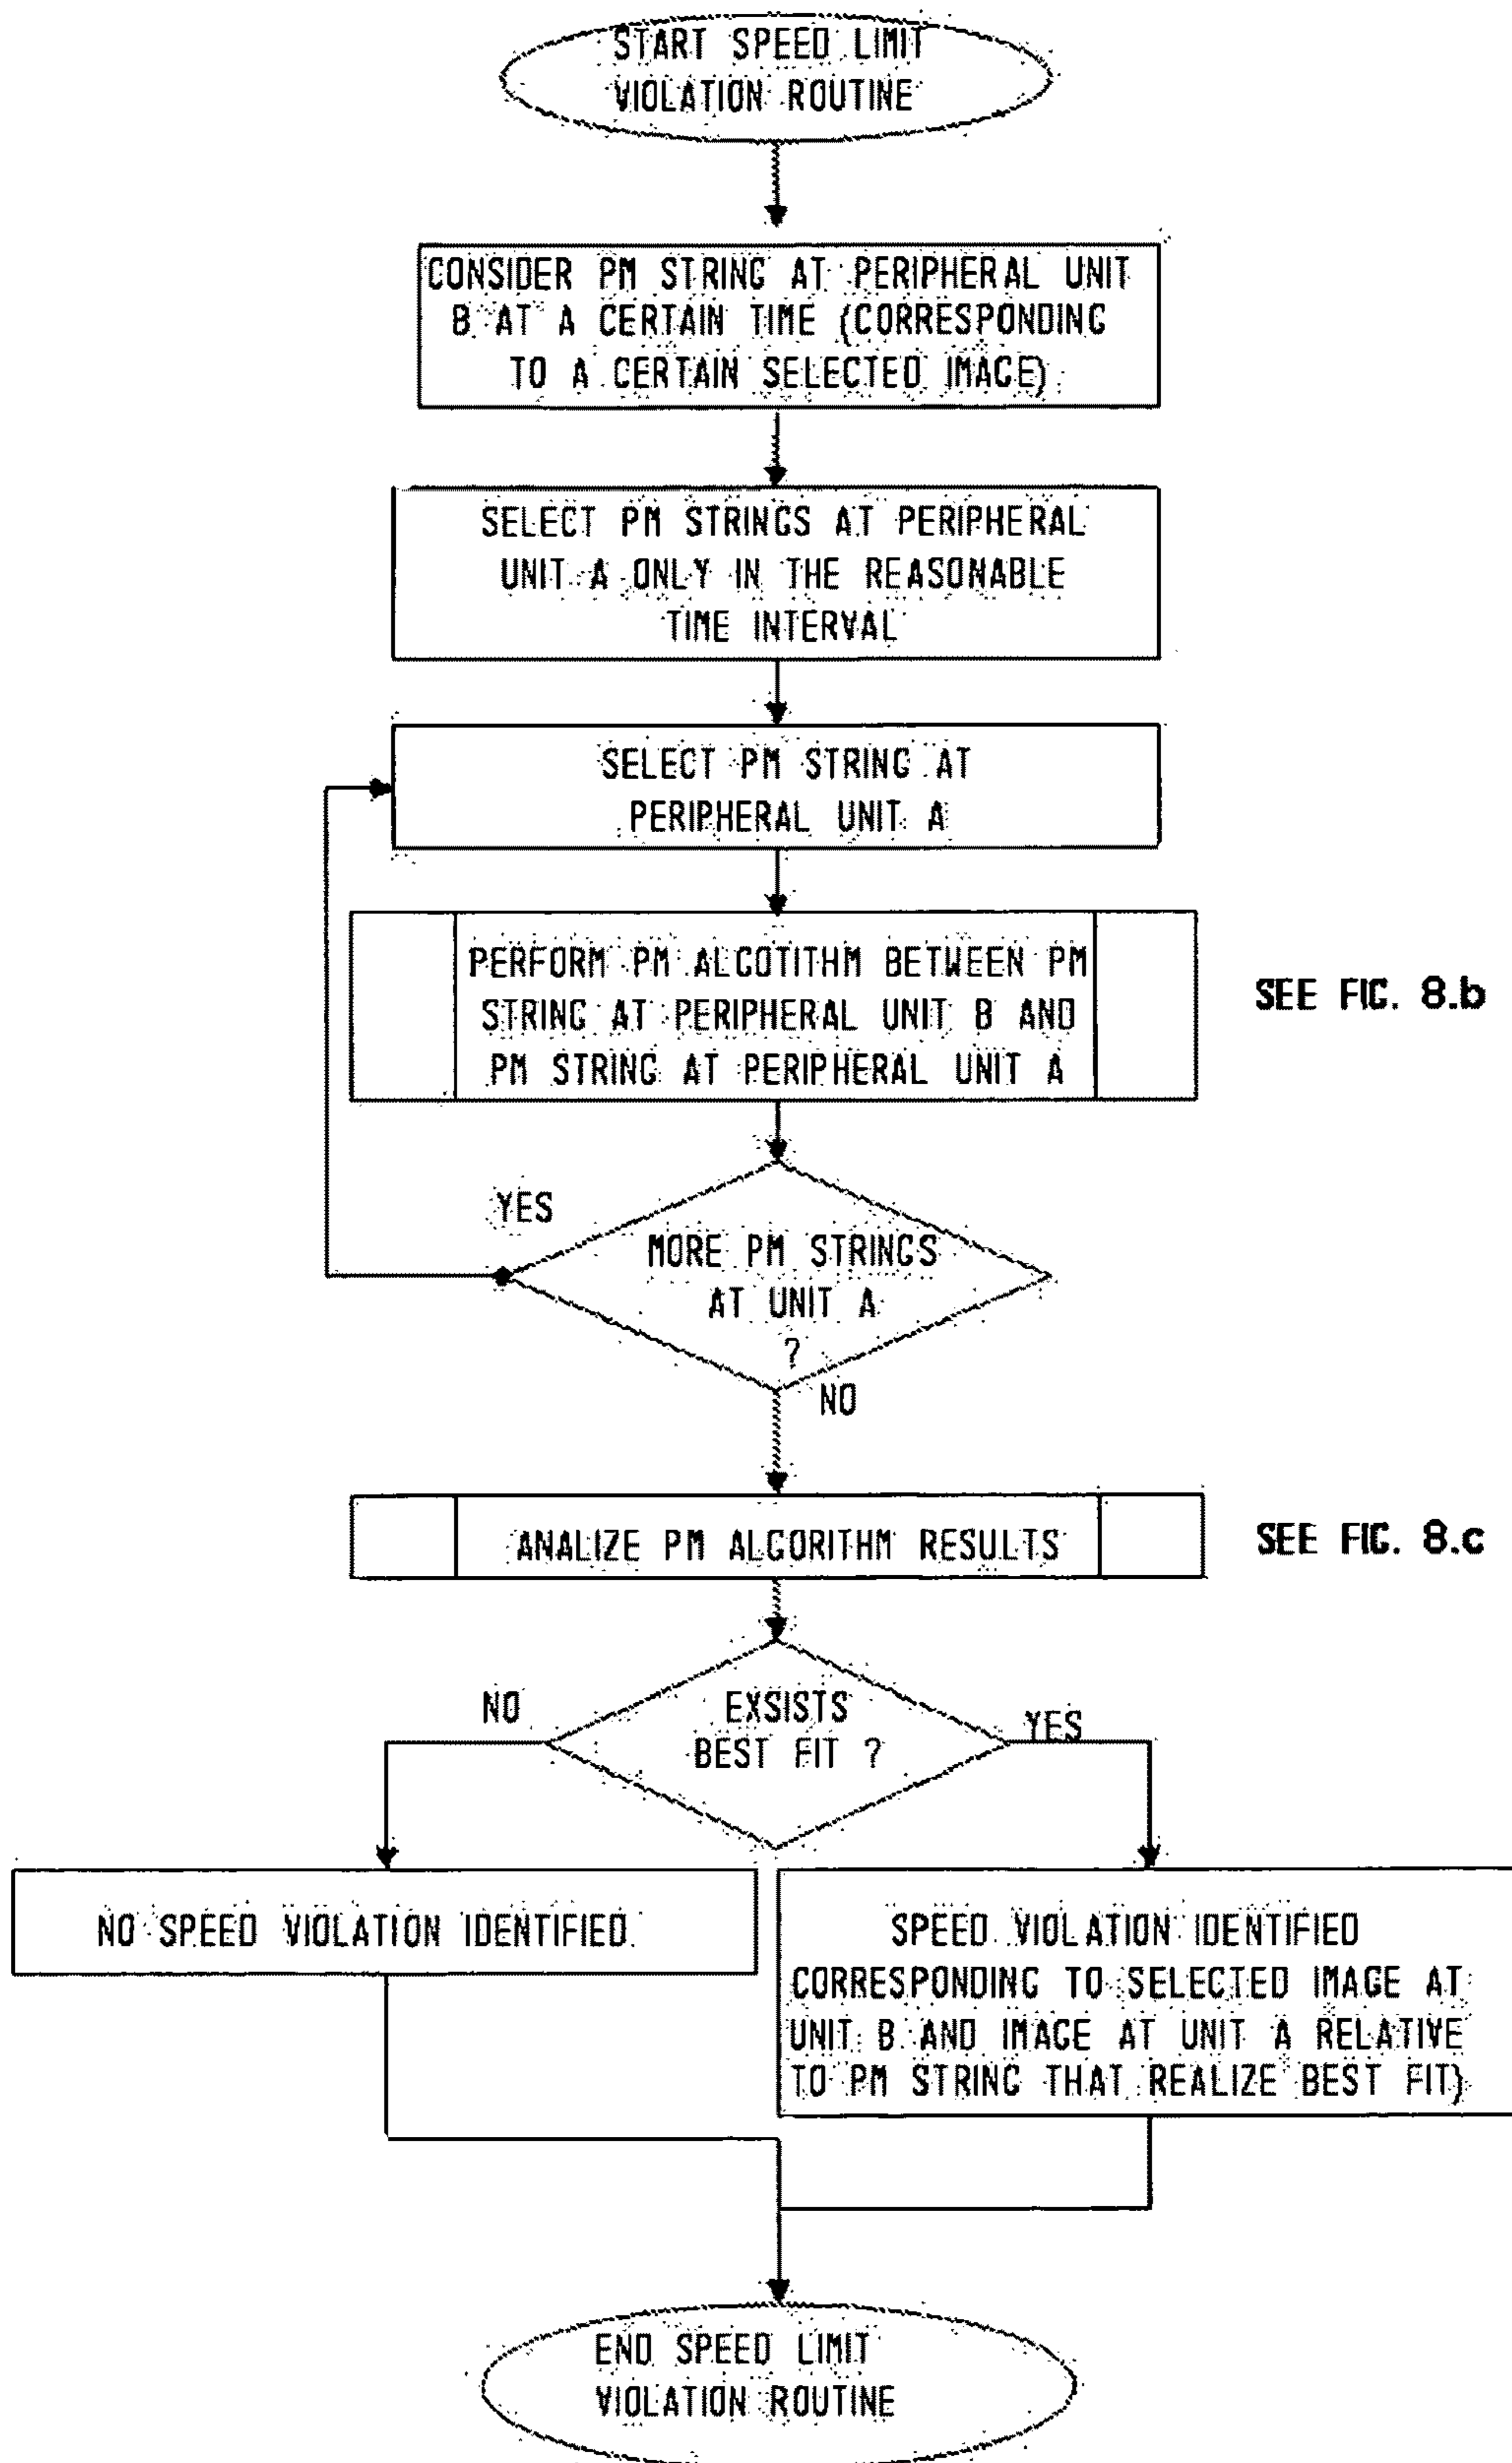 START SPEED LIMIT
VIOLATION ROUTINE
CONSIDER PM STRING AT PERIPHERAL UNIT
B AT A CERTAIN TIME (CORRESPONDING
TO A CERTAIN SELECTED IMAGE)
SELECT PM STRINGS AT PERIPHERAL
UNIT A ONLY IN THE REASONABLE
TIME INTERVAL
SELECT PM STRING AT
PERIPHERAL UNIT A
PERFORM PM ALGOTITHM BETWEEN PM
STRING AT PERIPHERAL UNIT B AND
PM STRING AT PERIPHERAL UNIT A
SEE FIG. 8.b
YES
MORE PM STRINGS
AT UNIT A
?
NO
ANALIZE PM ALGORITHM RESULTS
SEE FIG. 8.c
NO
EXSISTS
BEST FIT ?
YES
NO SPEED VIOLATION IDENTIFIED
SPEED VIOLATION IDENTIFIED
CORRESPONDING TO SELECTED IMAGE AT
UNIT B AND IMAGE AT UNIT A RELATIVE
TO PM STRING THAT REALIZE BEST FIT)
END SPEED LIMIT
VIOLATION ROUTINE